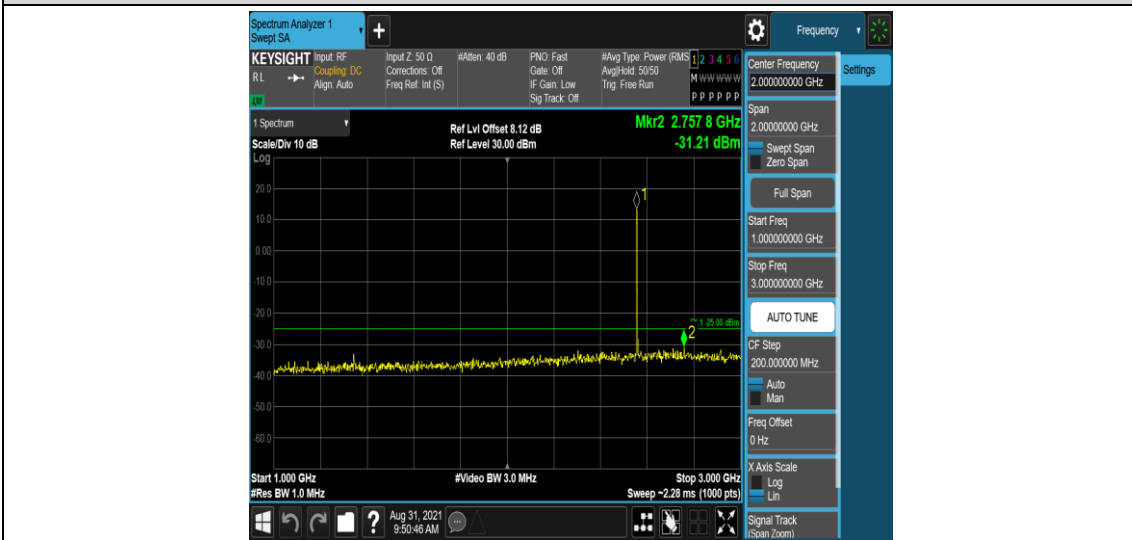 Spectrum Analyzer 1
Swept SA
+
Frequency
KEYSIGHT
RL
LXI
Input: RF
Coupling: DC
Align: Auto
Input Z: 50 Ω
Corrections: Off
Freq Ref: Int (S)
#Atten: 40 dB
PNO: Fast
Gate: Off
IF Gain: Low
Sig Track: Off
#Avg Type: Power (RMS
Avg|Hold: 50/50
Trig: Free Run
1 2 3 4 5 6
M W W W W W
P P P P P P
1 Spectrum
Scale/Div 10 dB
Log
Ref Lvl Offset 8.12 dB
Ref Level 30.00 dBm
Mkr2 2.757 8 GHz
-31.21 dBm
20.0
10.0
0.00
-10.0
-20.0
-30.0
-40.0
-50.0
-60.0
1
1 -25.00 dBm
2
Start 1.000 GHz
#Res BW 1.0 MHz
#Video BW 3.0 MHz
Stop 3.000 GHz
Sweep ~2.28 ms (1000 pts)
?
Aug 31, 2021
9:50:46 AM
Center Frequency
2.000000000 GHz
Span
2.00000000 GHz
Swept Span
Zero Span
Full Span
Start Freq
1.000000000 GHz
Stop Freq
3.000000000 GHz
AUTO TUNE
CF Step
200.000000 MHz
Auto
Man
Freq Offset
0 Hz
X Axis Scale
Log
Lin
Signal Track
(Span Zoom)
Settings